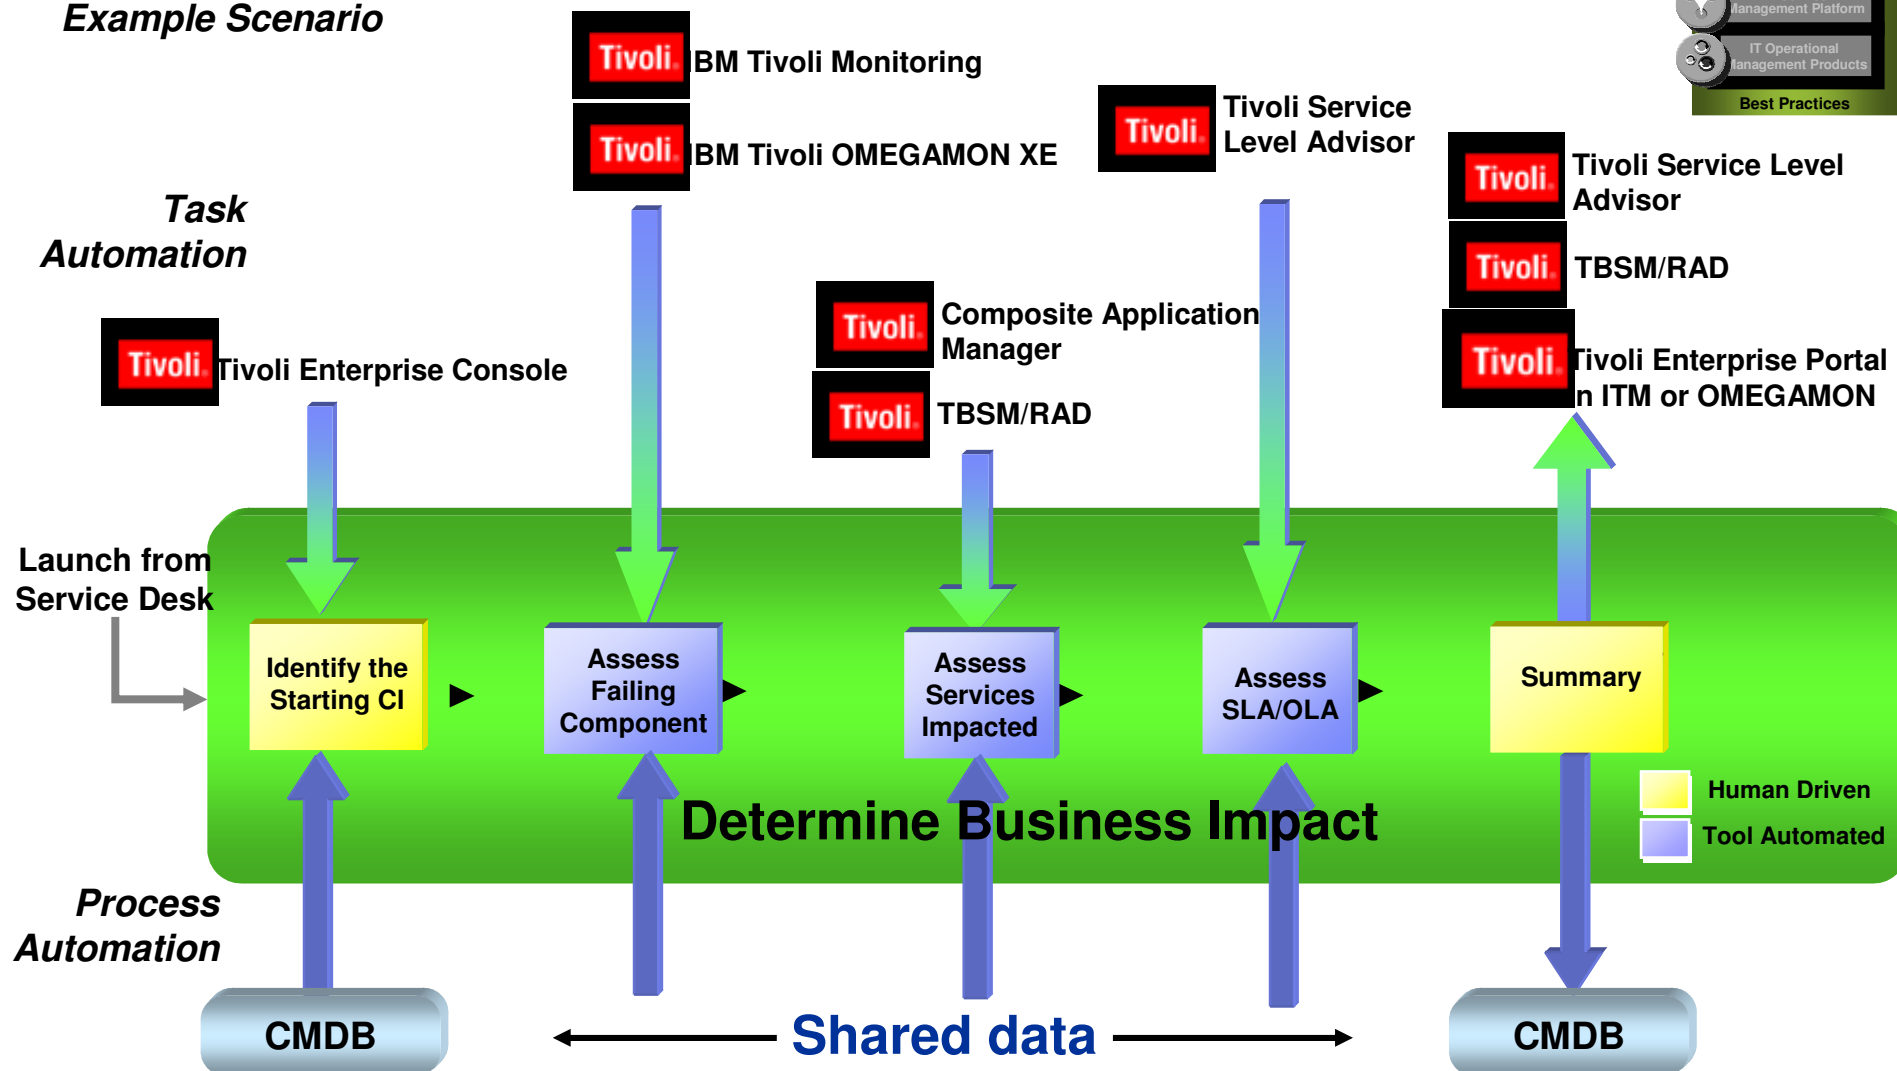 Example Scenario
Management Platform
IT Operational
Management Products
Best Practices
Tivoli.
IBM Tivoli Monitoring
Tivoli.
IBM Tivoli OMEGAMON XE
Tivoli.
Tivoli Service
Level Advisor
Tivoli.
Tivoli Service Level
Advisor
Tivoli.
TBSM/RAD
Tivoli.
Tivoli Enterprise Portal
in ITM or OMEGAMON
Task
Automation
Tivoli.
Tivoli Enterprise Console
Tivoli.
Composite Application
Manager
Tivoli.
TBSM/RAD
Launch from
Service Desk
Identify the
Starting CI
Assess
Failing
Component
Assess
Services
Impacted
Assess
SLA/OLA
Summary
Determine Business Impact
Human Driven
Tool Automated
Process
Automation
CMDB
Shared data
CMDB